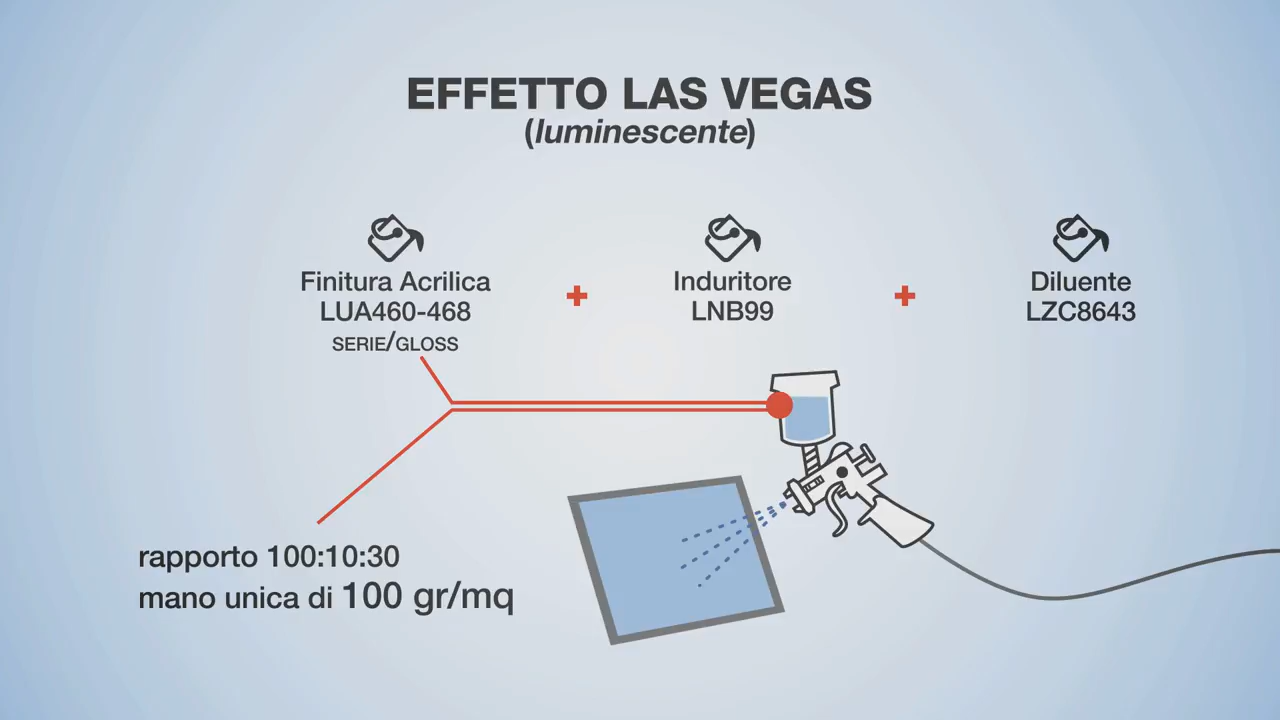 EFFETTO LAS VEGAS
(luminescente)
Finitura Acrilica
LUA460-468
SERIE/GLOSS
+
Induritore
LNB99
+
Diluente
LZC8643
rapporto 100:10:30
mano unica di 100 gr/mq